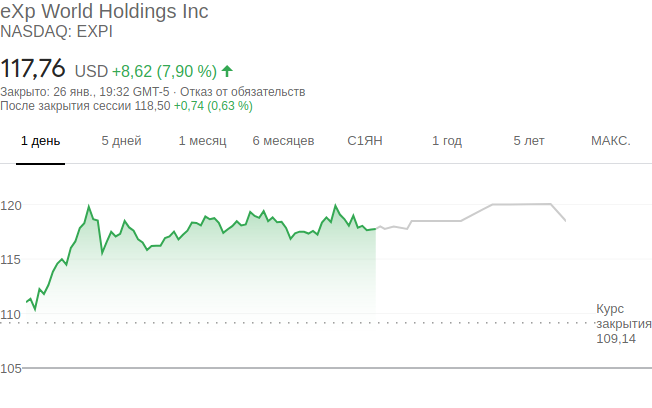 eXp World Holdings Inc
NASDAQ: EXPI
117,76 USD +8,62 (7,90 %)
Закрыто: 26 янв., 19:32 GMT-5 · Отказ от обязательств
После закрытия сессии 118,50 +0,74 (0,63 %)
1 день 5 дней 1 месяц 6 месяцев С1ЯН 1 год 5 лет МАКС.
120
115
110
Курс
закрытия
109,14
105